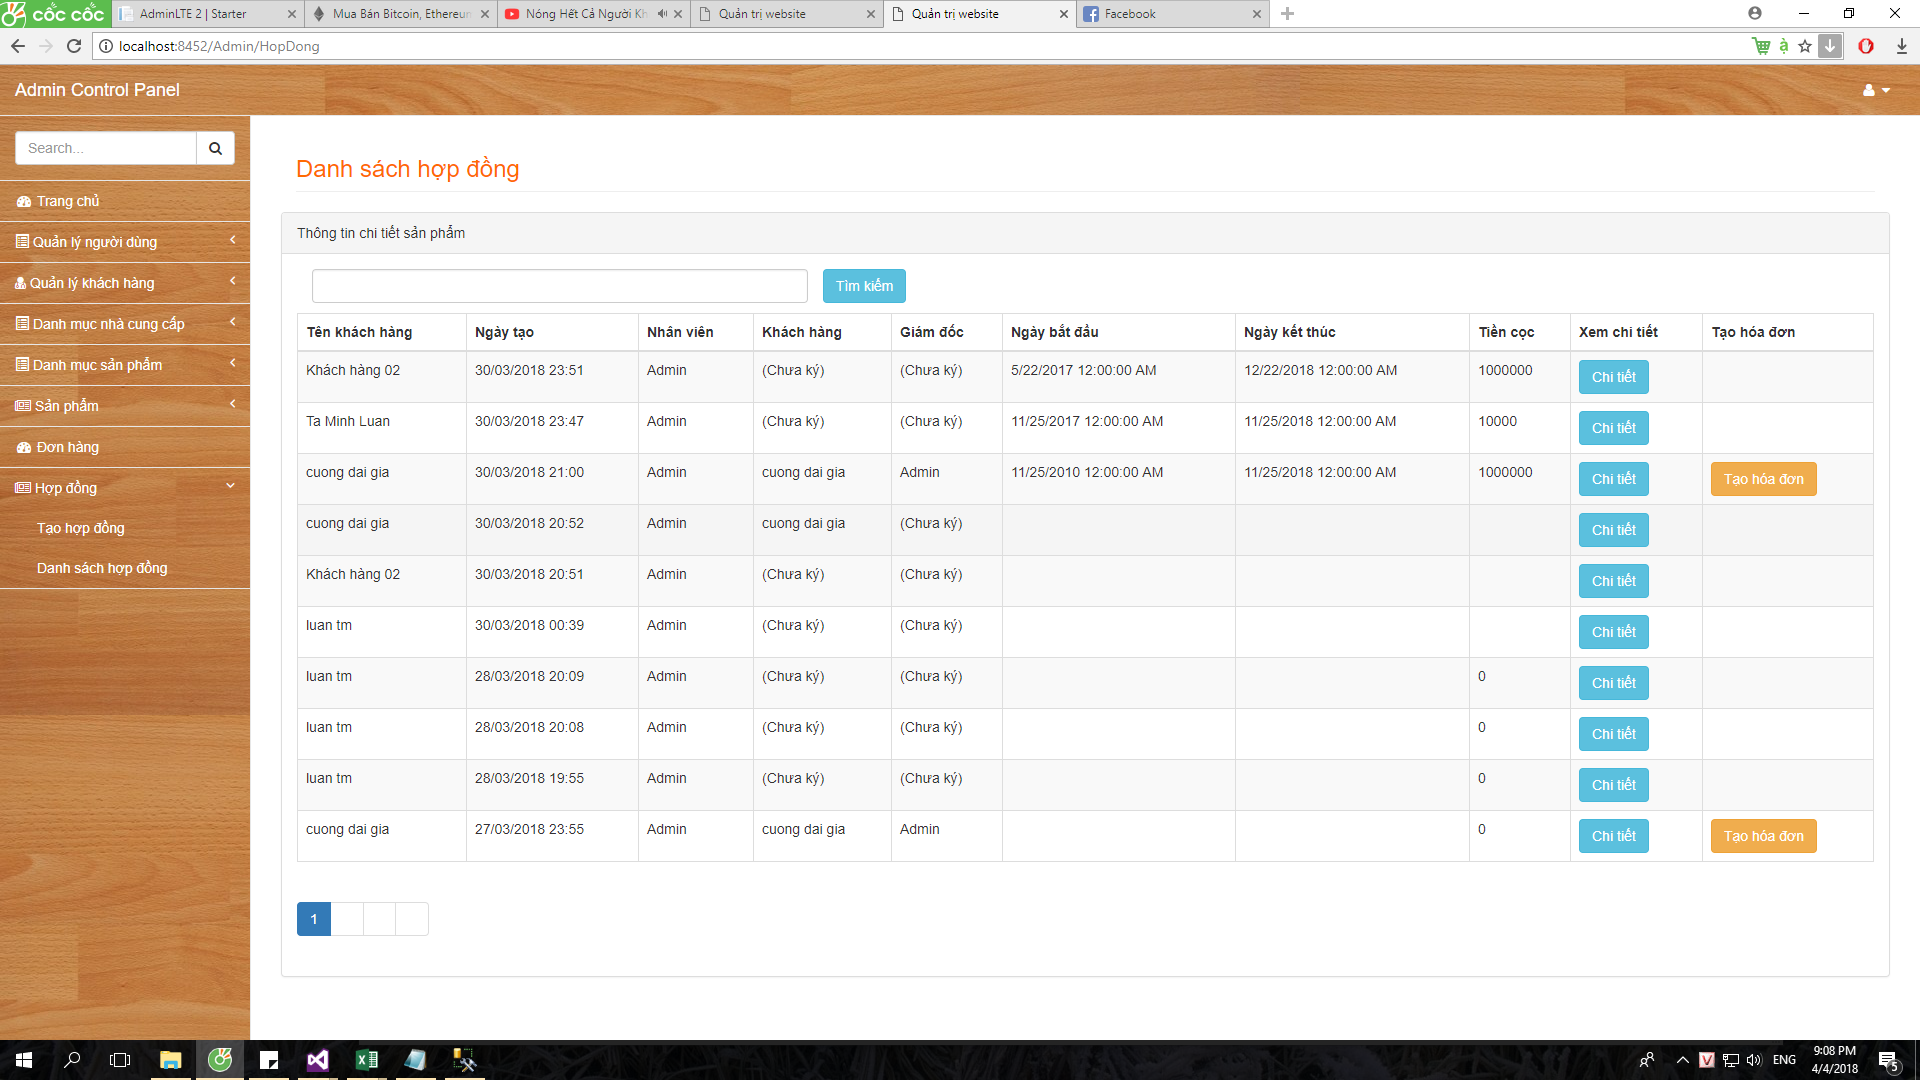 cốc cốc
AdminLTE 2 | Starter
Mua Bán Bitcoin, Ethereun
Nóng Hết Cả Người Kh
Quản trị website
Quản trị website
Facebook
localhost:8452/Admin/HopDong
Admin Control Panel
Search...
Trang chủ
Quản lý người dùng
Quản lý khách hàng
Danh mục nhà cung cấp
Danh mục sản phẩm
Sản phẩm
Đơn hàng
Hợp đồng
Tạo hợp đồng
Danh sách hợp đồng
Danh sách hợp đồng
Thông tin chi tiết sản phẩm
Tìm kiếm
Tên khách hàng Ngày tạo Nhân viên Khách hàng Giám đốc Ngày bắt đầu Ngày kết thúc Tiền cọc Xem chi tiết Tạo hóa đơn
Khách hàng 02 30/03/2018 23:51 Admin (Chưa ký) (Chưa ký) 5/22/2017 12:00:00 AM 12/22/2018 12:00:00 AM 1000000 Chi tiết
Ta Minh Luan 30/03/2018 23:47 Admin (Chưa ký) (Chưa ký) 11/25/2017 12:00:00 AM 11/25/2018 12:00:00 AM 10000 Chi tiết
cuong dai gia 30/03/2018 21:00 Admin cuong dai gia Admin 11/25/2010 12:00:00 AM 11/25/2018 12:00:00 AM 1000000 Chi tiết Tạo hóa đơn
cuong dai gia 30/03/2018 20:52 Admin cuong dai gia (Chưa ký) Chi tiết
Khách hàng 02 30/03/2018 20:51 Admin (Chưa ký) (Chưa ký) Chi tiết
luan tm 30/03/2018 00:39 Admin (Chưa ký) (Chưa ký) Chi tiết
luan tm 28/03/2018 20:09 Admin (Chưa ký) (Chưa ký) 0 Chi tiết
luan tm 28/03/2018 20:08 Admin (Chưa ký) (Chưa ký) 0 Chi tiết
luan tm 28/03/2018 19:55 Admin (Chưa ký) (Chưa ký) 0 Chi tiết
cuong dai gia 27/03/2018 23:55 Admin cuong dai gia Admin 0 Chi tiết Tạo hóa đơn
1
ENG
9:08 PM
4/4/2018
5